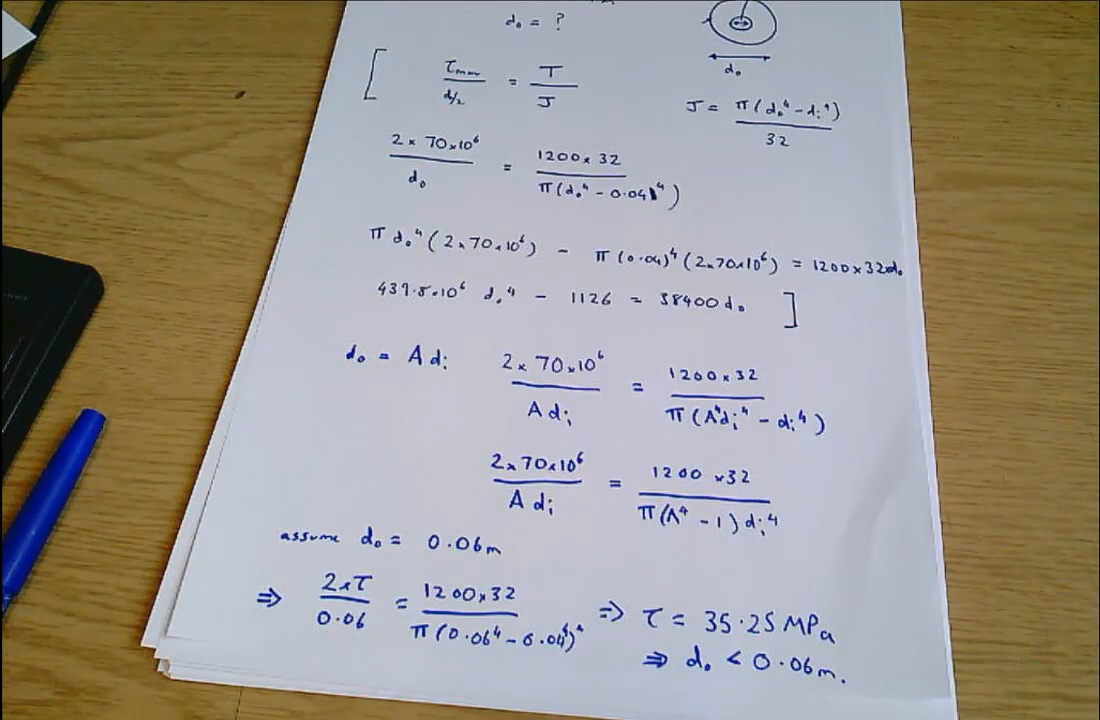 d₀ = ?
d₀
τmax / d/2 = T / J
J = π(d₀⁴ - dᵢ⁴) / 32
2 × 70×10⁶ / d₀ = 1200 × 32 / π(d₀⁴ - 0.04⁴)
π d₀⁴ (2×70×10⁶) - π (0.04)⁴ (2×70×10⁶) = 1200×32d₀
439.8×10⁶ d₀⁴ - 1126 = 38400 d₀
d₀ = A dᵢ 2 × 70×10⁶ / A dᵢ = 1200 × 32 / π (A⁴dᵢ⁴ - dᵢ⁴)
2×70×10⁶ / A dᵢ = 1200 ×32 / π(A⁴ - 1) dᵢ⁴
assume d₀ = 0.06m
⇒ 2×τ / 0.06 = 1200×32 / π(0.06⁴ - 0.04⁴) ⇒ τ = 35.25 MPa
⇒ d₀ < 0.06m.